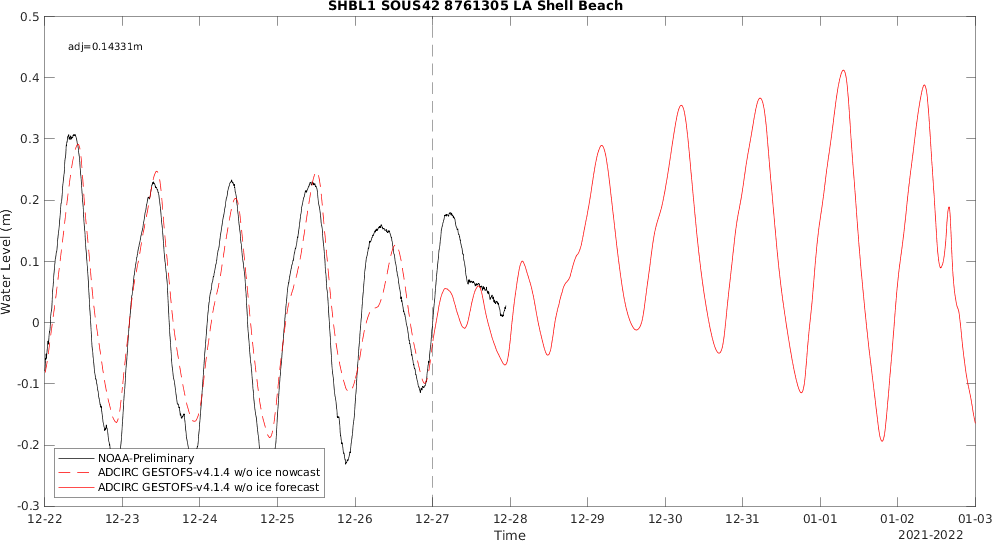 SHBL1 SOUS42 8761305 LA Shell Beach
adj=0.14331m
0.5
0.4
0.3
0.2
0.1
0
-0.1
-0.2
-0.3
Water Level (m)
NOAA-Preliminary
ADCIRC GESTOFS-v4.1.4 w/o ice nowcast
ADCIRC GESTOFS-v4.1.4 w/o ice forecast
12-22 12-23 12-24 12-25 12-26 12-27 12-28 12-29 12-30 12-31 01-01 01-02 01-03
Time
2021-2022